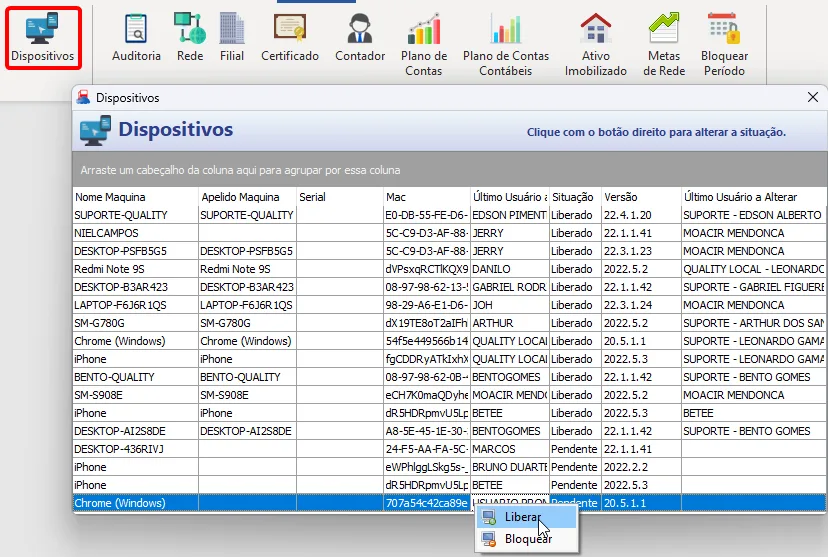 Dispositivos
Auditoria
Rede
Filial
Certificado
Contador
Plano de
Contas
Plano de Contas
Contábeis
Ativo
Imobilizado
Metas
de Rede
Bloquear
Período
Dispositivos
Dispositivos
Clique com o botão direito para alterar a situação.
Arraste um cabeçalho da coluna aqui para agrupar por essa coluna
Nome Maquina Apelido Maquina Serial Mac Último Usuário a Situação Versão Último Usuario a Alterar
SUPORTE-QUALITY SUPORTE-QUALITY E0-DB-55-FE-D6- EDSON PIMENT Liberado 22.4.1.20 SUPORTE - EDSON ALBERTO
NIELCAMPOS 5C-C9-D3-AF-88- JERRY Liberado 22.1.1.41 MOACIR MENDONCA
DESKTOP-PSFB5G5 DESKTOP-PSFB5G5 5C-C9-D3-AF-88- JERRY Liberado 22.3.1.23 MOACIR MENDONCA
Redmi Note 9S Redmi Note 9S dVPsxqRCTlKQX9 DANILO Liberado 2022.5.2 QUALITY LOCAL - LEONARDO
DESKTOP-B3AR423 DESKTOP-B3AR423 08-97-98-62-13-5 GABRIEL RODR Liberado 22.1.1.42 SUPORTE - GABRIEL FIGUERE
LAPTOP-F6J6R1QS LAPTOP-F6J6R1QS 98-29-A6-E1-D6- JOH Liberado 22.3.1.24 MOACIR MENDONCA
SM-G780G SM-G780G dX19TE8oT2aIFh ARTHUR Liberado 2022.5.2 SUPORTE - ARTHUR DOS SAN
Chrome (Windows) Chrome (Windows) 54f5e449566b14 QUALITY LOCAL Liberado 20.5.1.1 SUPORTE - LEONARDO GAMA
iPhone iPhone fgCDDRyATkIxhX QUALITY LOCAL Liberado 2022.5.3 SUPORTE - LEONARDO GAMA
BENTO-QUALITY BENTO-QUALITY 08-97-98-62-0B- BENTOGOMES Liberado 22.1.1.42 SUPORTE - BENTO GOMES
SM-S908E SM-S908E eCH7K0maQDyhe MOACIR MEND Liberado 2022.5.2 MOACIR MENDONCA
iPhone iPhone dR5HDRpmvU5Lp BETEE Liberado 2022.5.3 BETEE
DESKTOP-AI2S8DE DESKTOP-AI2S8DE A8-5E-45-1E-30- BENTOGOMES Liberado 22.1.1.42 SUPORTE - BENTO GOMES
DESKTOP-436RIVJ 24-F5-AA-FA-5C- MARCOS Pendente 22.1.1.41
iPhone eWPhlggLSkg5s-_ BRUNO DUARTE Pendente 2022.2.2
iPhone dR5HDRpmvU5Lp BETEE Pendente 2022.5.3
Chrome (Windows) 707a54c42ca89e USUARIO PROM Pendente 20.5.1.1
Liberar
Bloquear